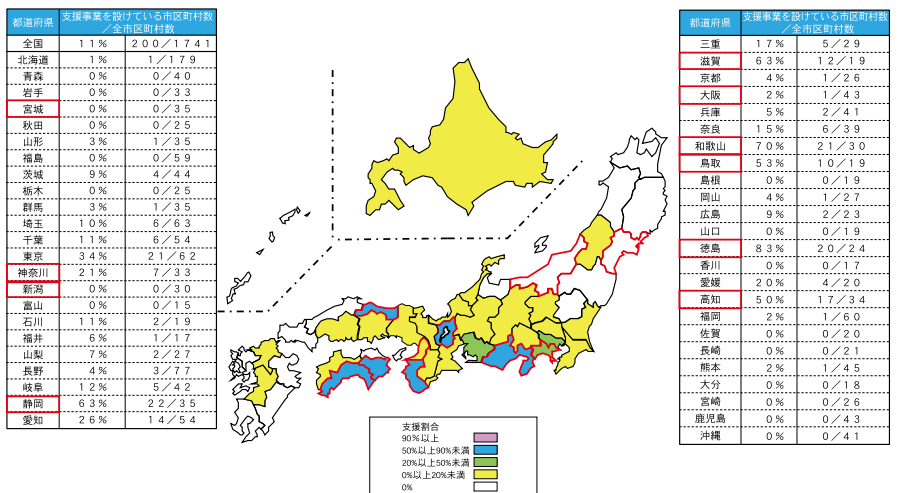 都道府県 支援事業を設けている市区町村数／全市区町村数
全国 11% 200／1741
北海道 1% 1／179
青森 0% 0／40
岩手 0% 0／33
宮城 0% 0／35
秋田 0% 0／25
山形 3% 1／35
福島 0% 0／59
茨城 9% 4／44
栃木 0% 0／25
群馬 3% 1／35
埼玉 10% 6／63
千葉 11% 6／54
東京 34% 21／62
神奈川 21% 7／33
新潟 0% 0／30
富山 0% 0／15
石川 11% 2／19
福井 6% 1／17
山梨 7% 2／27
長野 4% 3／77
岐阜 12% 5／42
静岡 63% 22／35
愛知 26% 14／54
都道府県 支援事業を設けている市区町村数／全市区町村数
三重 17% 5／29
滋賀 63% 12／19
京都 4% 1／26
大阪 2% 1／43
兵庫 5% 2／41
奈良 15% 6／39
和歌山 70% 21／30
鳥取 53% 10／19
島根 0% 0／19
岡山 4% 1／27
広島 9% 2／23
山口 0% 0／19
徳島 83% 20／24
香川 0% 0／17
愛媛 20% 4／20
高知 50% 17／34
福岡 2% 1／60
佐賀 0% 0／20
長崎 0% 0／21
熊本 2% 1／45
大分 0% 0／18
宮崎 0% 0／26
鹿児島 0% 0／43
沖縄 0% 0／41
支援割合
90%以上
50%以上90%未満
20%以上50%未満
0%以上20%未満
0%